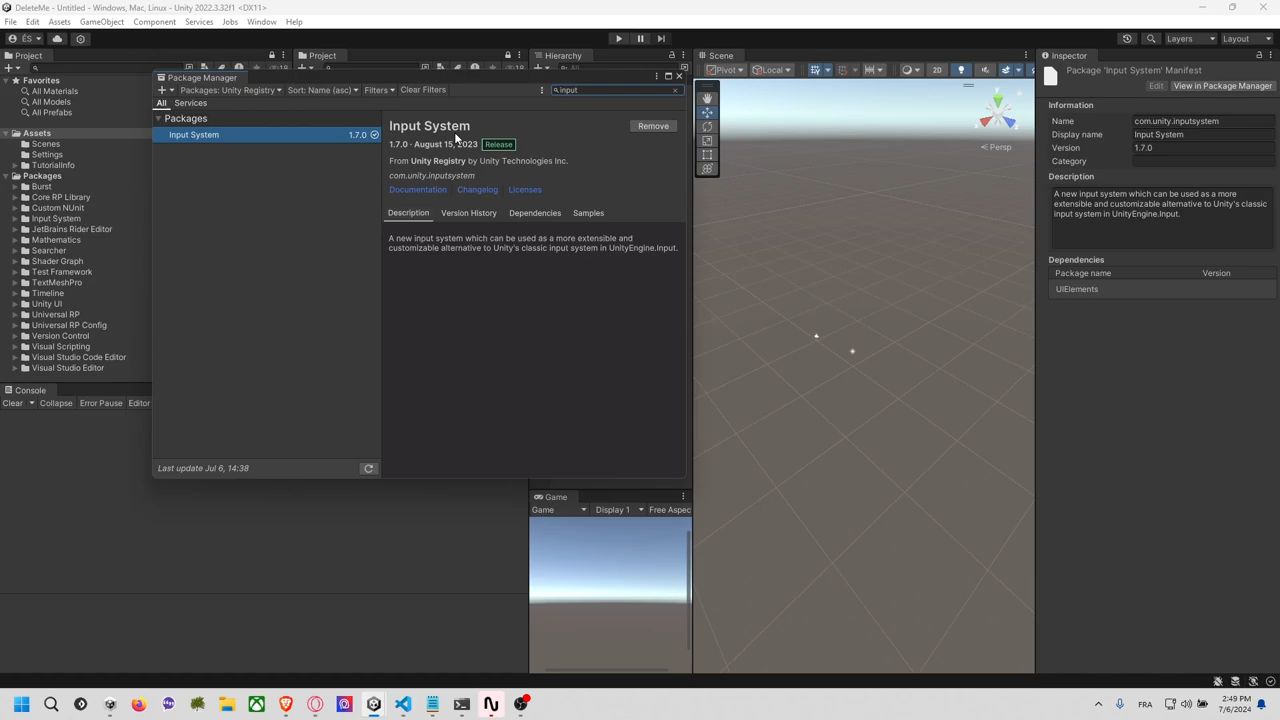 DeleteMe - Untitled - Windows, Mac, Linux - Unity 2022.3.32f1 <DX11>
File Edit Assets GameObject Component Services Jobs Window Help
ÉS Layers Layout
Project Project Hierarchy Scene Inspector
Favorites
All Materials
All Models
All Prefabs
Assets
Scenes
Settings
TutorialInfo
Packages
Burst
Core RP Library
Custom NUnit
Input System
JetBrains Rider Editor
Mathematics
Searcher
Shader Graph
Test Framework
TextMeshPro
Timeline
Unity UI
Universal RP
Universal RP Config
Version Control
Visual Scripting
Visual Studio Code Editor
Visual Studio Editor
Console
Clear Collapse Error Pause Editor
Package Manager
Packages: Unity Registry Sort: Name (asc) Filters Clear Filters input
All Services
Packages
Input System 1.7.0
Last update Jul 6, 14:38
Input System Remove
1.7.0 · August 15, 2023 Release
From Unity Registry by Unity Technologies Inc.
com.unity.inputsystem
Documentation Changelog Licenses
Description Version History Dependencies Samples
A new input system which can be used as a more extensible and
customizable alternative to Unity's classic input system in UnityEngine.Input.
Game
Game Display 1 Free Aspec
Pivot Local 2D
Persp
Package 'Input System' Manifest
Edit View in Package Manager
Information
Name com.unity.inputsystem
Display name Input System
Version 1.7.0
Category
Description
A new input system which can be used as a more
extensible and customizable alternative to Unity's classic
input system in UnityEngine.Input.
Dependencies
Package name Version
UIElements
FRA
2:49 PM
7/6/2024